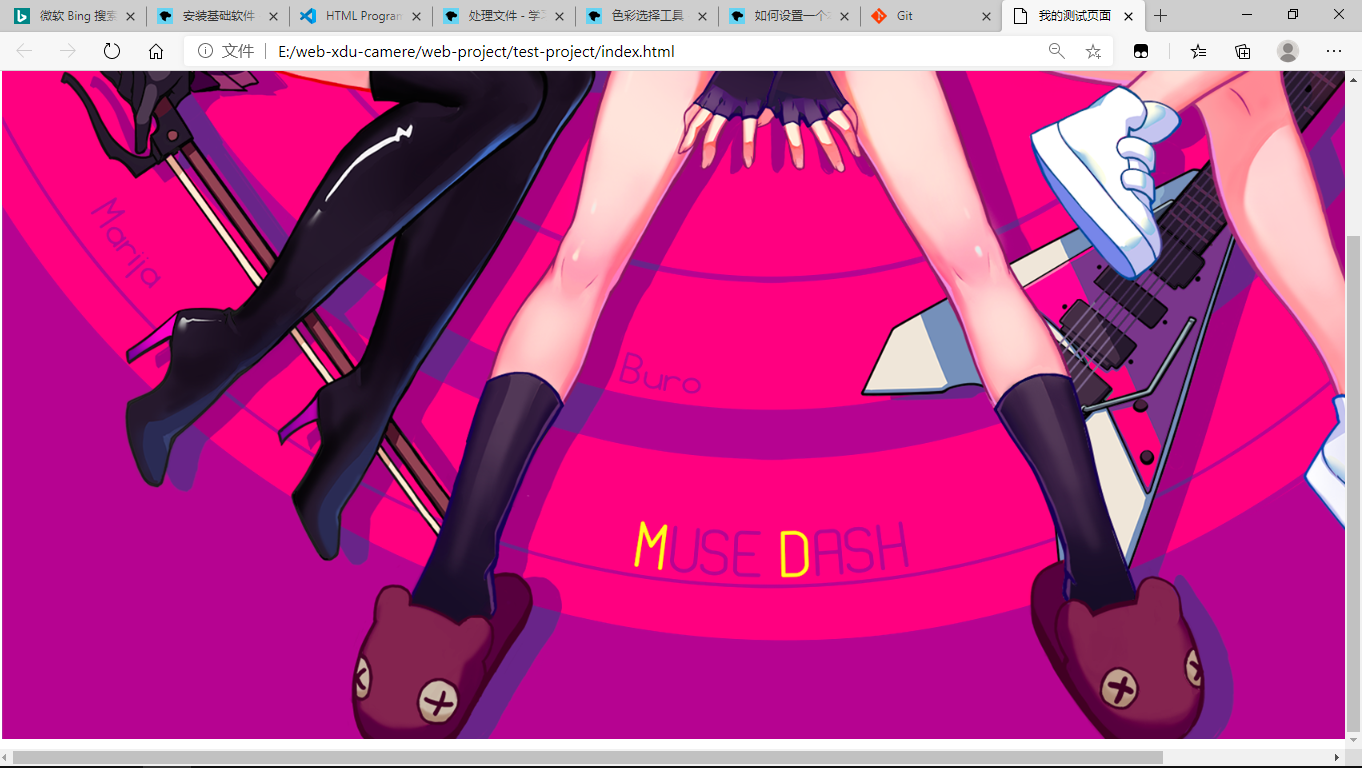 微软 Bing 搜索
安装基础软件
HTML Program
处理文件 - 学习
色彩选择工具
如何设置一个
Git
我的测试页面
文件
E:/web-xdu-camere/web-project/test-project/index.html
Marija
Buro
MUSE DASH